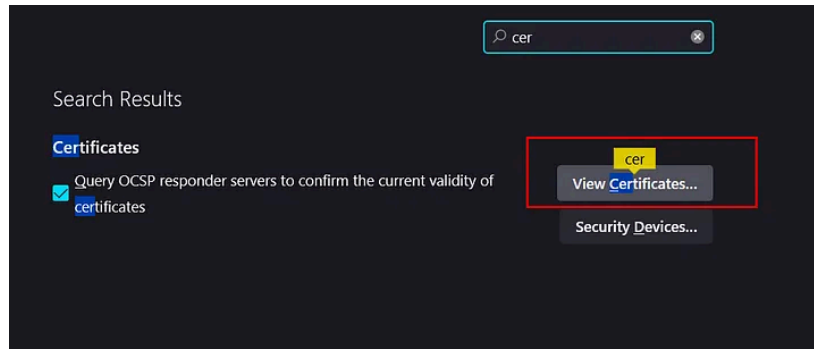 cer
Search Results
Certificates
cer
Query OCSP responder servers to confirm the current validity of
View Certificates...
certificates
Security Devices...